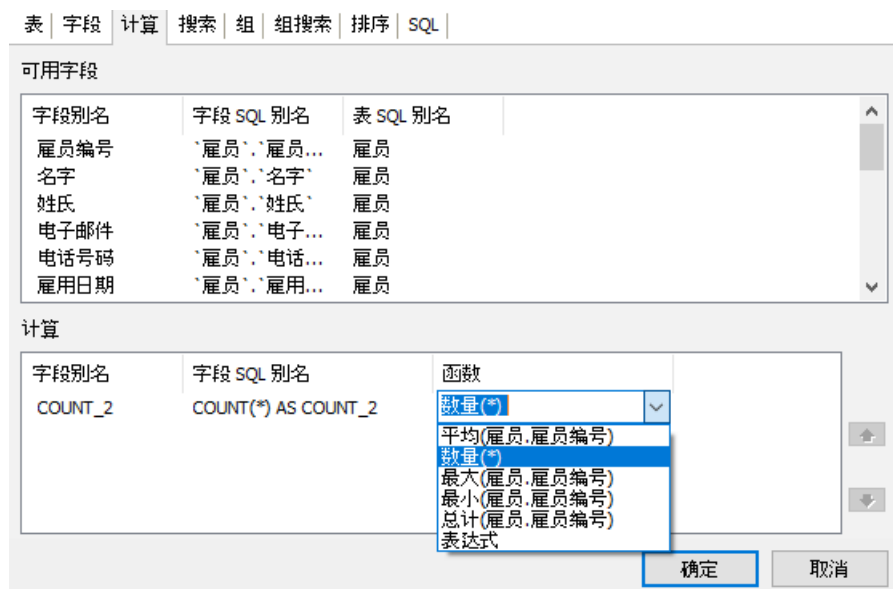 表 字段 计算 搜索 组 组搜索 排序 SQL
可用字段
字段别名 字段 SQL 别名 表 SQL 别名
雇员编号 `雇员`.`雇员... 雇员
名字 `雇员`.`名字` 雇员
姓氏 `雇员`.`姓氏` 雇员
电子邮件 `雇员`.`电子... 雇员
电话号码 `雇员`.`电话... 雇员
雇用日期 `雇员`.`雇用... 雇员
计算
字段别名 字段 SQL 别名 函数
COUNT_2 COUNT(*) AS COUNT_2 数量(*)
平均(雇员.雇员编号)
数量(*)
最大(雇员.雇员编号)
最小(雇员.雇员编号)
总计(雇员.雇员编号)
表达式
确定 取消